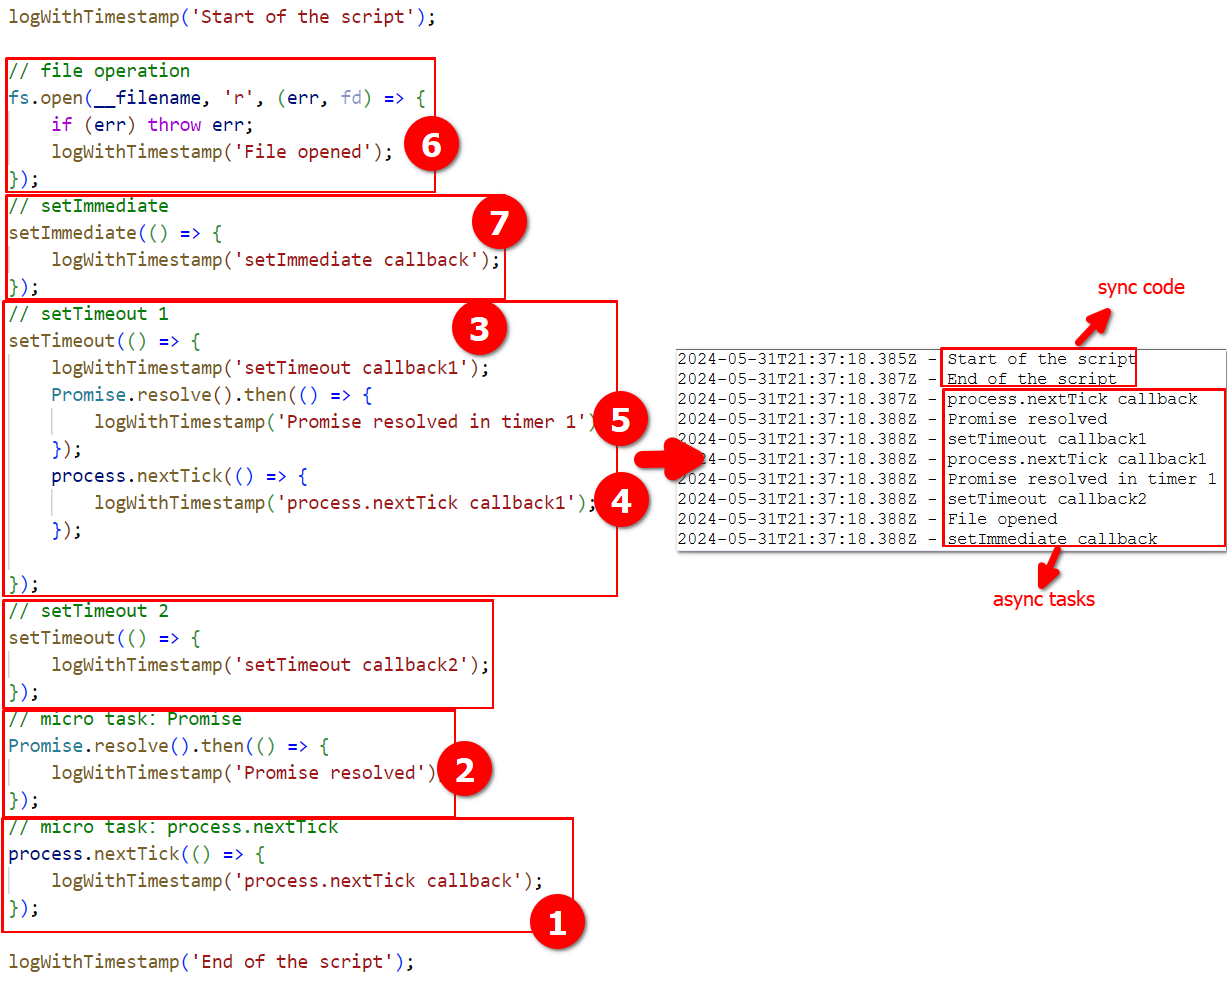 logWithTimestamp('Start of the script');
// file operation
fs.open(__filename, 'r', (err, fd) => {
if (err) throw err;
logWithTimestamp('File opened');
6
});
// setImmediate
7
setImmediate(() => {
logWithTimestamp('setImmediate callback');
});
// setTimeout 1
3
setTimeout(() => {
logWithTimestamp('setTimeout callback1');
Promise.resolve().then(() => {
logWithTimestamp('Promise resolved in timer 1')
5
});
process.nextTick(() => {
logWithTimestamp('process.nextTick callback1');
4
});
});
// setTimeout 2
setTimeout(() => {
logWithTimestamp('setTimeout callback2');
});
// micro task: Promise
Promise.resolve().then(() => {
logWithTimestamp('Promise resolved')
2
});
// micro task: process.nextTick
process.nextTick(() => {
logWithTimestamp('process.nextTick callback');
});
1
logWithTimestamp('End of the script');
sync code
2024-05-31T21:37:18.385Z - Start of the script
2024-05-31T21:37:18.387Z - End of the script
2024-05-31T21:37:18.387Z - process.nextTick callback
2024-05-31T21:37:18.388Z - Promise resolved
2024-05-31T21:37:18.388Z - setTimeout callback1
2024-05-31T21:37:18.388Z - process.nextTick callback1
2024-05-31T21:37:18.388Z - Promise resolved in timer 1
2024-05-31T21:37:18.388Z - setTimeout callback2
2024-05-31T21:37:18.388Z - File opened
2024-05-31T21:37:18.388Z - setImmediate callback
async tasks